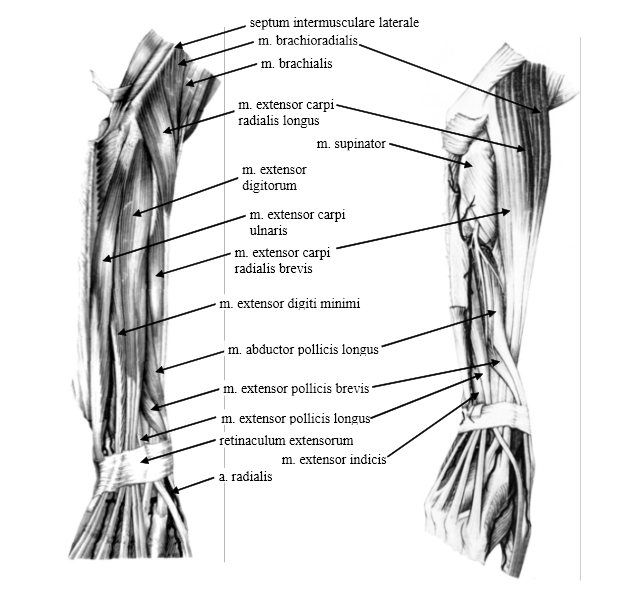 septum intermusculare laterale
m. brachioradialis
m. brachialis
m. extensor carpi
radialis longus
m. supinator
m. extensor
digitorum
m. extensor carpi
ulnaris
m. extensor carpi
radialis brevis
m. extensor digiti minimi
m. abductor pollicis longus
m. extensor pollicis brevis
m. extensor pollicis longus
retinaculum extensorum
m. extensor indicis
a. radialis